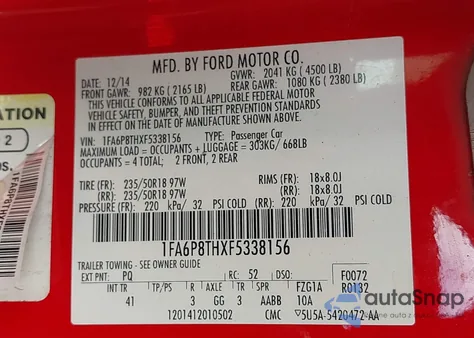 MFD. BY FORD MOTOR CO.
12/14 GVWR: 2041 KG ( 4500 LB)
FRONT GAWR: 982 KG ( 2165 LB) REAR GAWR: 1080 KG ( 2380 LB)
THIS VEHICLE CONFORMS TO ALL APPLICABLE FEDERAL MOTOR
VEHICLE SAFETY, BUMPER, AND THEFT PREVENTION STANDARDS
IN EFFECT ON THE DATE OF MANUFACTURE SHOWN ABOVE.
VIN: 1FA6P8THXF5338156 TYPE: Passenger Car
MAXIMUM LOAD = OCCUPANTS + LUGGAGE = 303KG/ 668LB
OCCUPANTS = 4 TOTAL: 2 FRONT, 2 REAR
TIRE (FR) : 235/50R18 97W RIMS (FR) : 18x8.0J
TIRE (RR) : 235/50R18 97W (RR) : 18x8.0J
PRESSURE (FR) : 220 kPa/ 32 PSI COLD (RR) : 220 kPa/ 32 PSI COLD
1FA6P8THXF5338156
TRAILER TOWING - SEE OWNER GUIDE
EXT PNT: PQ RC: 52 DSO: F0072
INT TR TP/PS R AXLE TR SPR FZG1A R0132
41 3 GG 3 AABB 10A
1201412010502 CMC 5U5A-5420472-AA
ATION
2
autoSnap